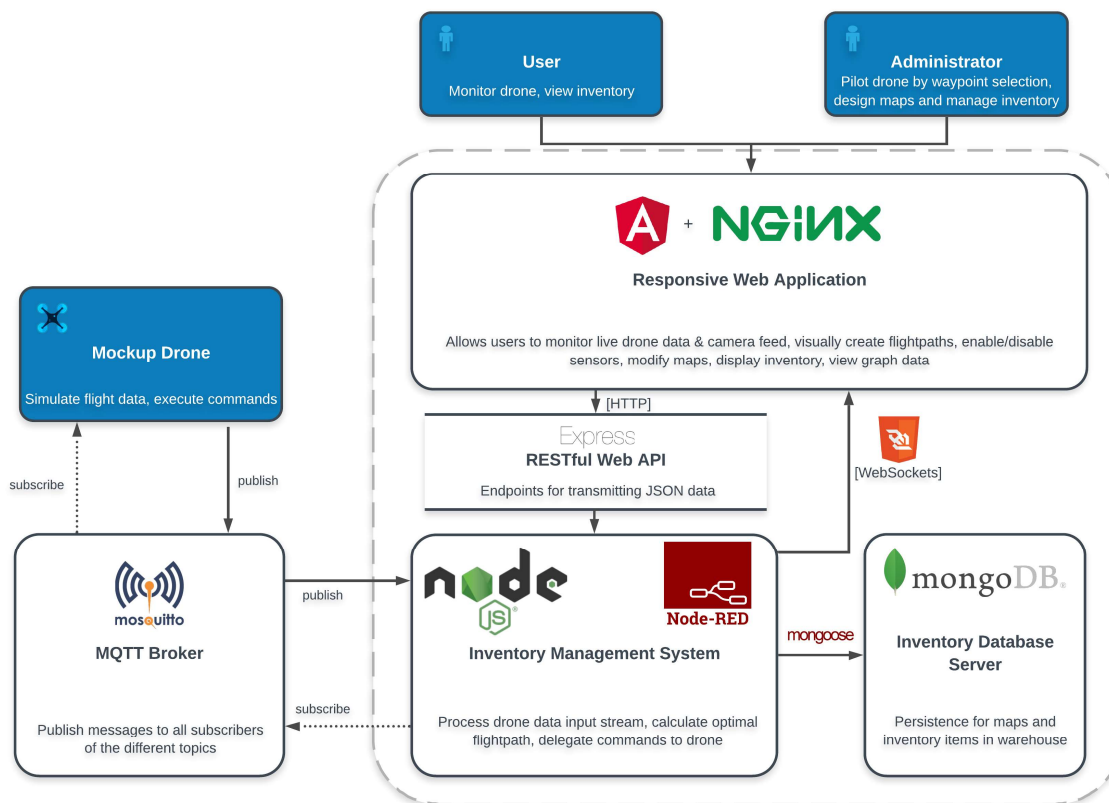 User
Monitor drone, view inventory
Administrator
Pilot drone by waypoint selection,
design maps and manage inventory
A
+
NGINX
Responsive Web Application
Allows users to monitor live drone data & camera feed, visually create flightpaths, enable/disable
sensors, modify maps, display inventory, view graph data
Mockup Drone
Simulate flight data, execute commands
[HTTP]
Express
RESTful Web API
Endpoints for transmitting JSON data
[WebSockets]
subscribe
publish
mosquitto
MQTT Broker
Publish messages to all subscribers
of the different topics
publish
subscribe
node
JS®
Node-RED
Inventory Management System
Process drone data input stream, calculate optimal
flightpath, delegate commands to drone
mongoose
mongoDB®
Inventory Database
Server
Persistence for maps and
inventory items in warehouse